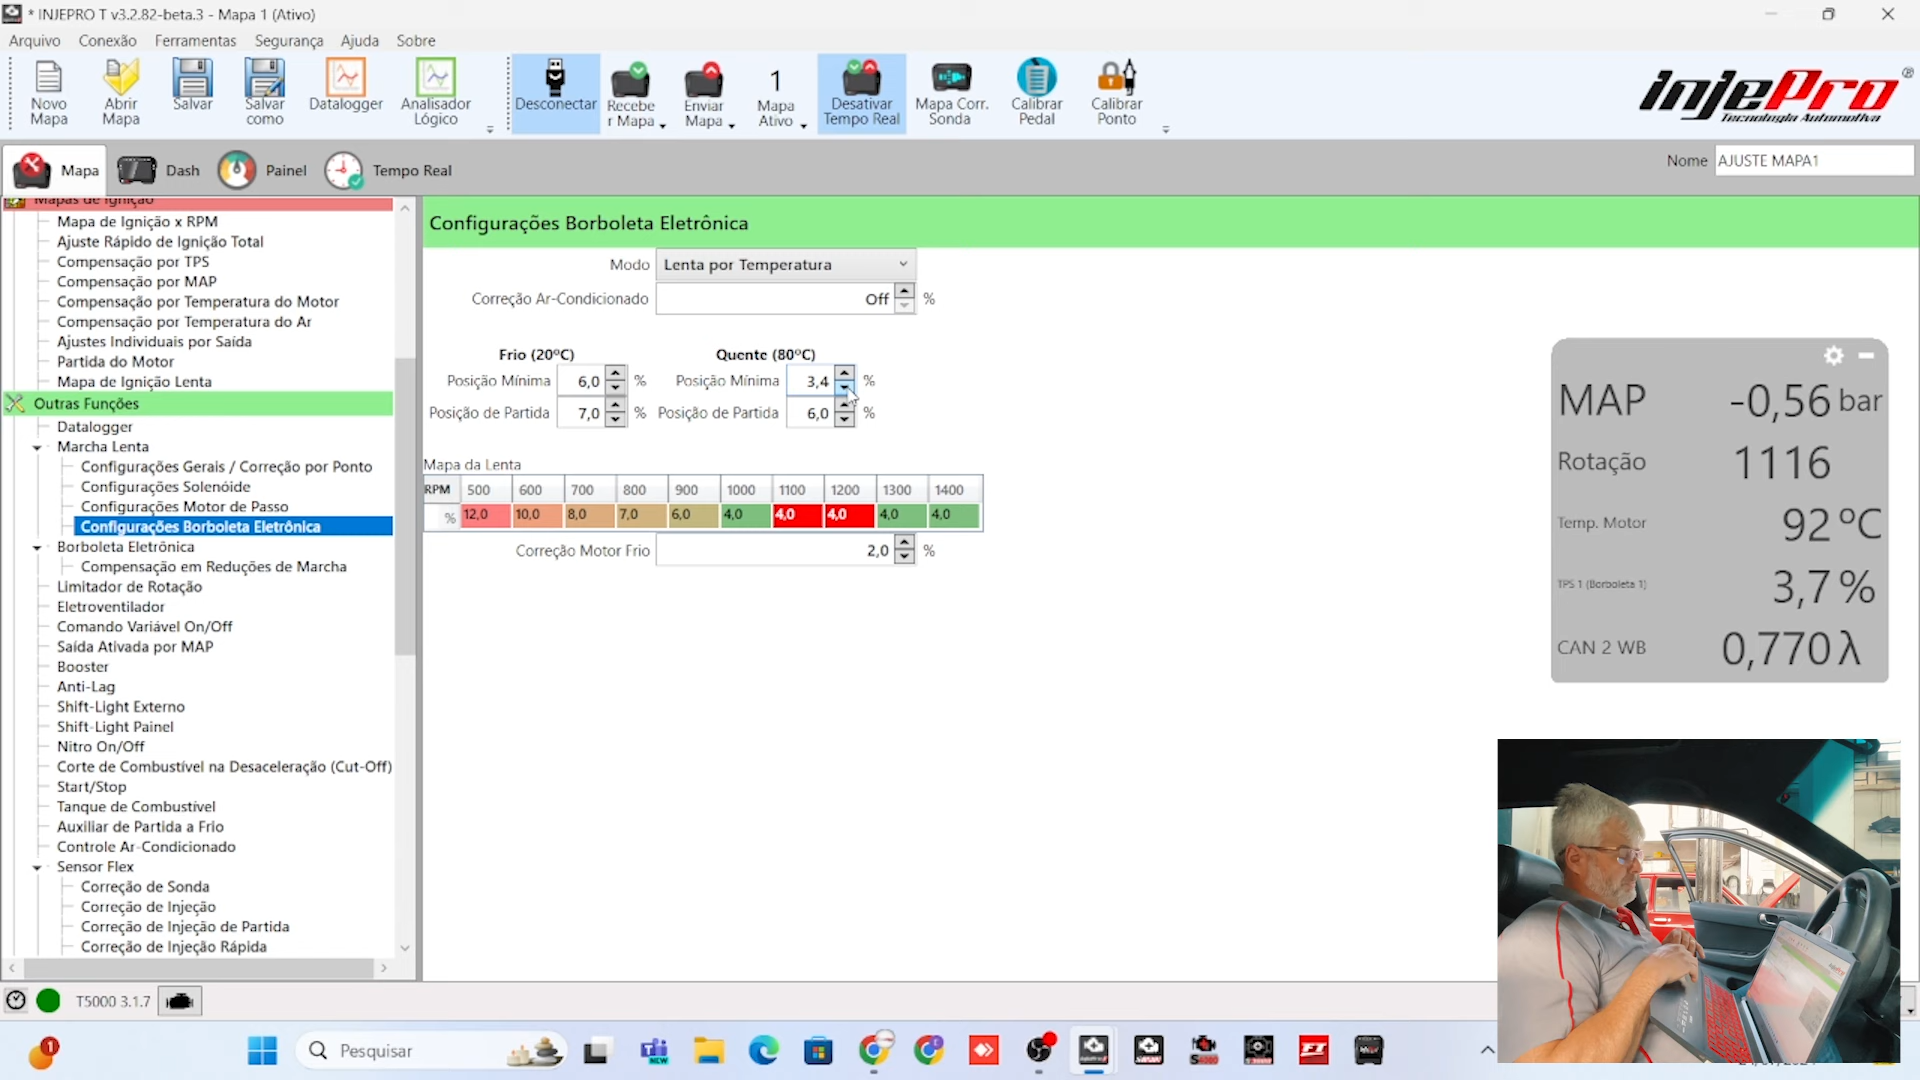 * INJEPRO T v3.2.82-beta.3 - Mapa 1 (Ativo)
Arquivo Conexão Ferramentas Segurança Ajuda Sobre
Novo Mapa
Abrir Mapa
Salvar
Salvar como
Datalogger
Analisador Lógico
Desconectar
Recebe r Mapa
Enviar Mapa
1
Mapa Ativo
Desativar Tempo Real
Mapa Corr. Sonda
Calibrar Pedal
Calibrar Ponto
injePro ®
Tecnologia Automotiva
Mapa Dash Painel Tempo Real
Nome AJUSTE MAPA1
Mapas de Ignição
Mapa de Ignição x RPM
Ajuste Rápido de Ignição Total
Compensação por TPS
Compensação por MAP
Compensação por Temperatura do Motor
Compensação por Temperatura do Ar
Ajustes Individuais por Saída
Partida do Motor
Mapa de Ignição Lenta
Outras Funções
Datalogger
Marcha Lenta
Configurações Gerais / Correção por Ponto
Configurações Solenóide
Configurações Motor de Passo
Configurações Borboleta Eletrônica
Borboleta Eletrônica
Compensação em Reduções de Marcha
Limitador de Rotação
Eletroventilador
Comando Variável On/Off
Saída Ativada por MAP
Booster
Anti-Lag
Shift-Light Externo
Shift-Light Painel
Nitro On/Off
Corte de Combustível na Desaceleração (Cut-Off)
Start/Stop
Tanque de Combustível
Auxiliar de Partida a Frio
Controle Ar-Condicionado
Sensor Flex
Correção de Sonda
Correção de Injeção
Correção de Injeção de Partida
Correção de Injeção Rápida
Configurações Borboleta Eletrônica
Modo Lenta por Temperatura
Correção Ar-Condicionado Off %
Frio (20ºC) Quente (80ºC)
Posição Mínima 6,0 % Posição Mínima 3,4 %
Posição de Partida 7,0 % Posição de Partida 6,0 %
Mapa da Lenta
RPM 500 600 700 800 900 1000 1100 1200 1300 1400
% 12,0 10,0 8,0 7,0 6,0 4,0 4,0 4,0 4,0 4,0
Correção Motor Frio 2,0 %
MAP -0,56 bar
Rotação 1116
Temp. Motor 92 ºC
TPS 1 (Borboleta 1) 3,7 %
CAN 2 WB 0,770 λ
T5000 3.1.7
1
Pesquisar
NEW
S4000
FI